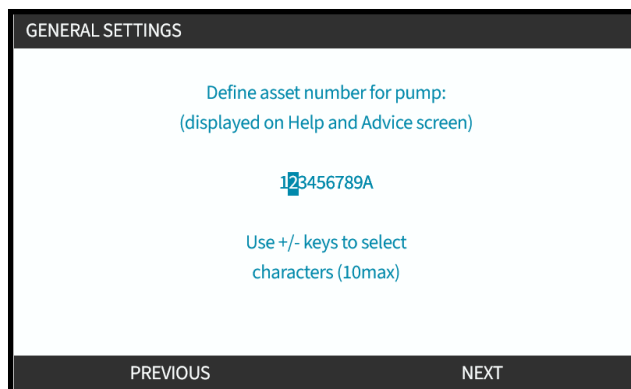 GENERAL SETTINGS
Define asset number for pump:
(displayed on Help and Advice screen)
123456789A
Use +/- keys to select
characters (10max)
PREVIOUS NEXT